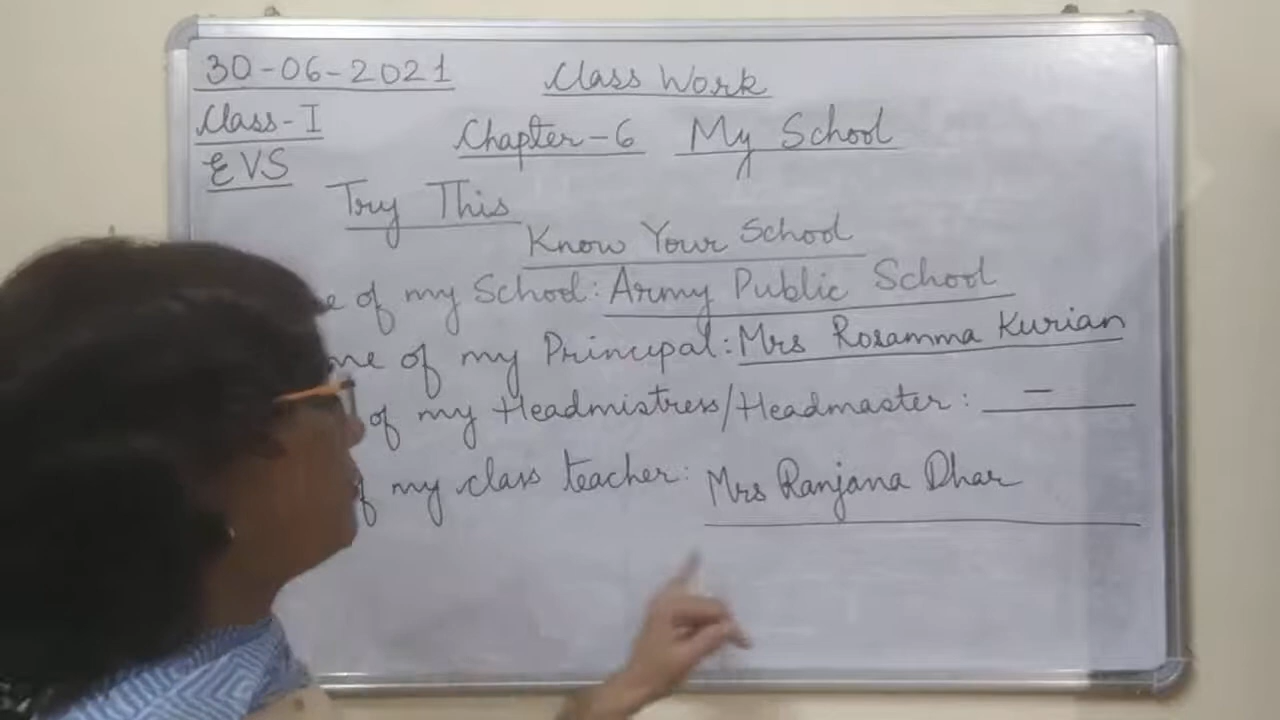 30-06-2021 Class Work
Class-I Chapter-6 My School
EVS
Try This
Know Your School
of my School: Army Public School
of my Principal: Mrs Rosamma Kurian
of my Headmistress/Headmaster: —
my class teacher: Mrs Ranjana Dhar